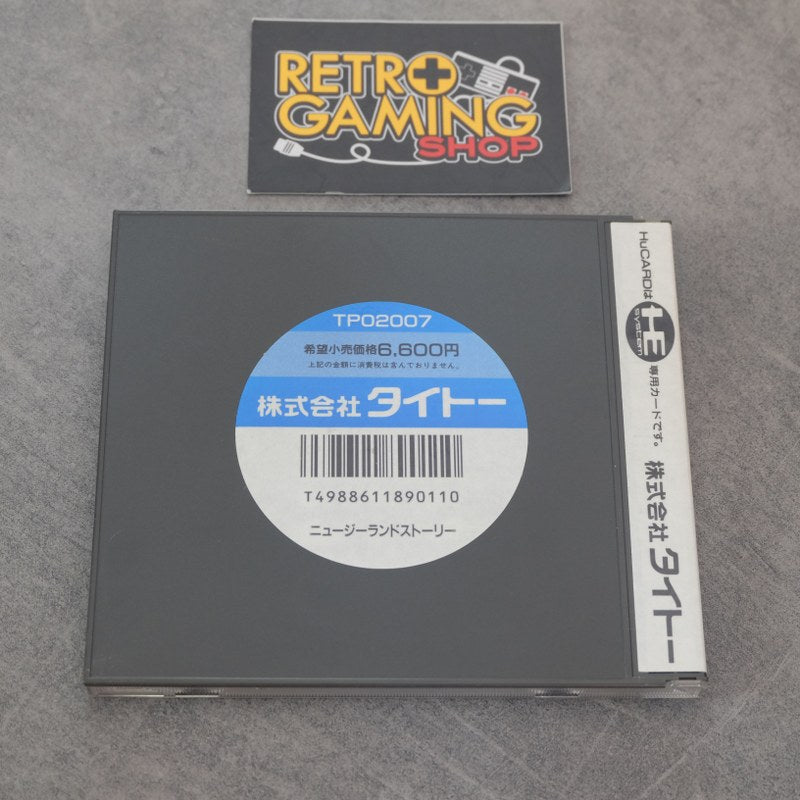 RETRO
GAMING
SHOP
TP02007
希望小売価格6,600円
上記の金額に消費税は含んでおりません。
株式会社 タイトー
T4988611890110
ニュージーランドストーリー
HuCARDは HE system 専用カードです。 株式会社 タイトー